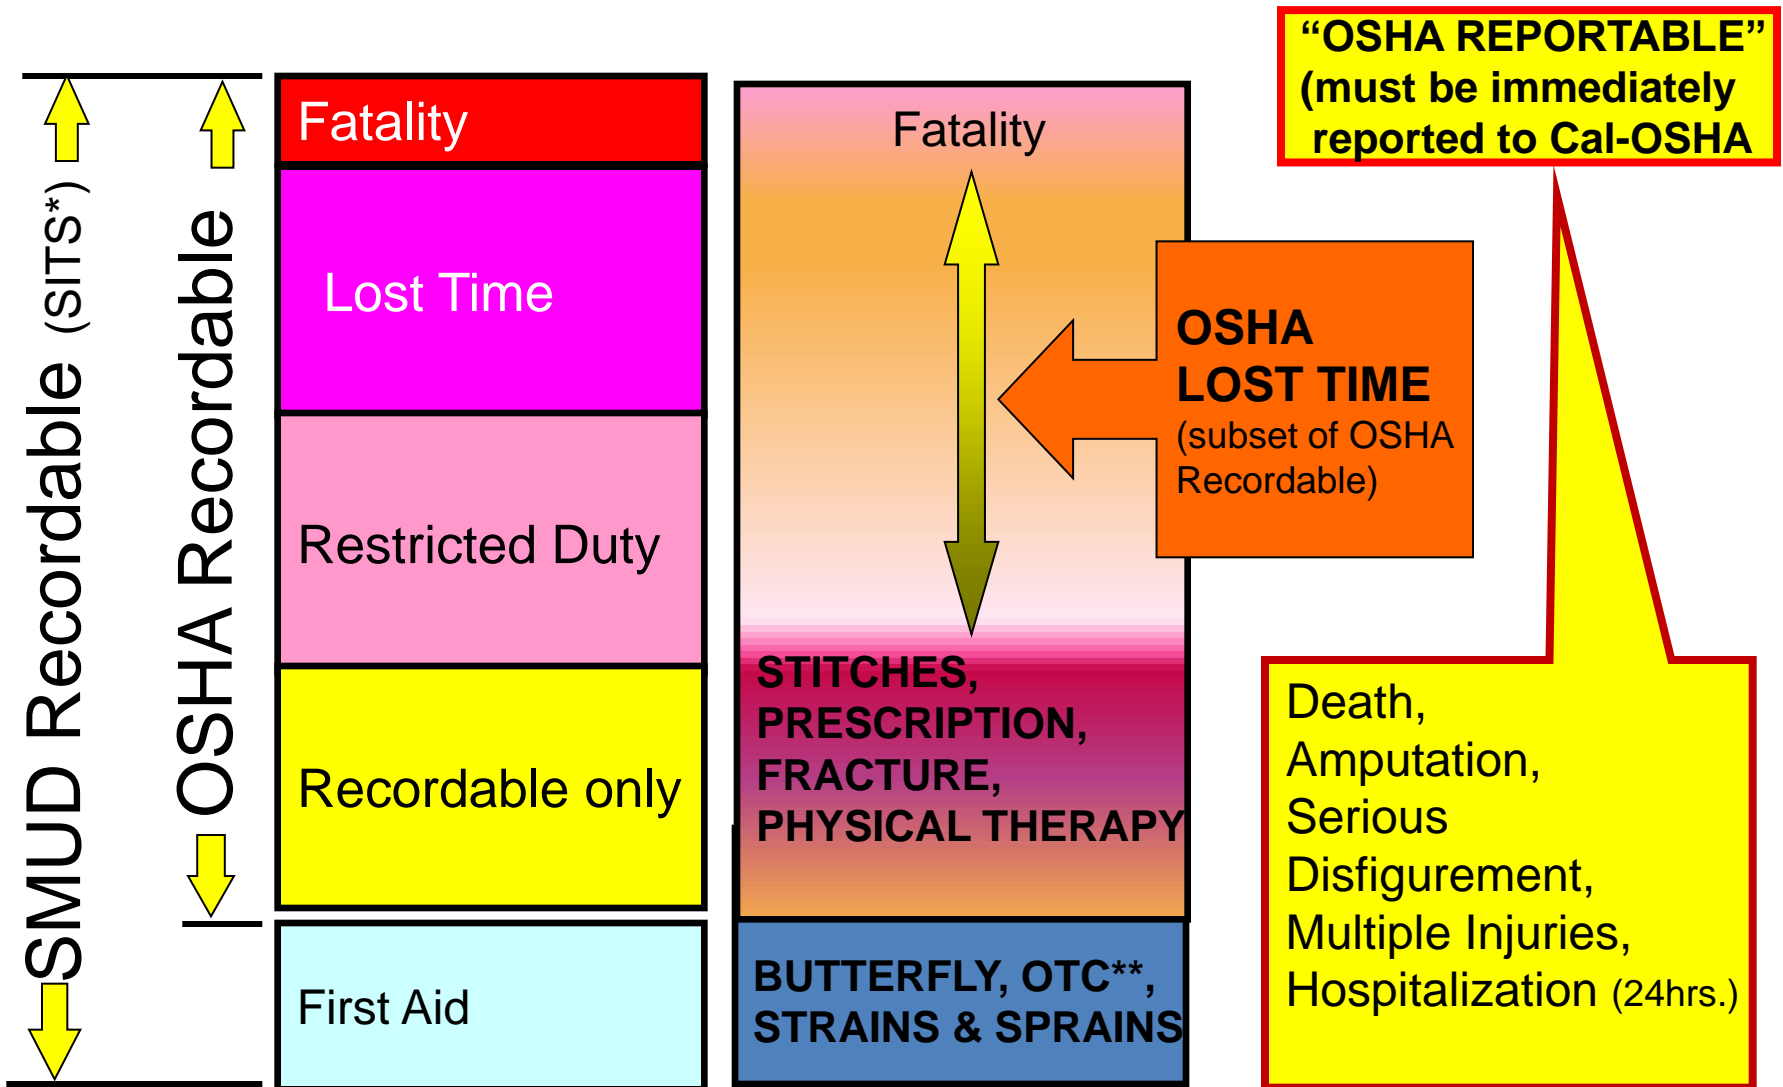 SMUD Recordable (SITS*)
OSHA Recordable
Fatality
Lost Time
Restricted Duty
Recordable only
First Aid
Fatality
STITCHES,
PRESCRIPTION,
FRACTURE,
PHYSICAL THERAPY
BUTTERFLY, OTC**,
STRAINS & SPRAINS
OSHA
LOST TIME
(subset of OSHA
Recordable)
“OSHA REPORTABLE”
(must be immediately
reported to Cal-OSHA
Death,
Amputation,
Serious
Disfigurement,
Multiple Injuries,
Hospitalization (24hrs.)